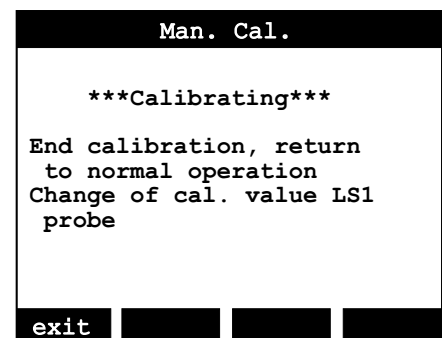 Man. Cal.
***Calibrating***
End calibration, return
to normal operation
Change of cal. value LS1
probe
exit